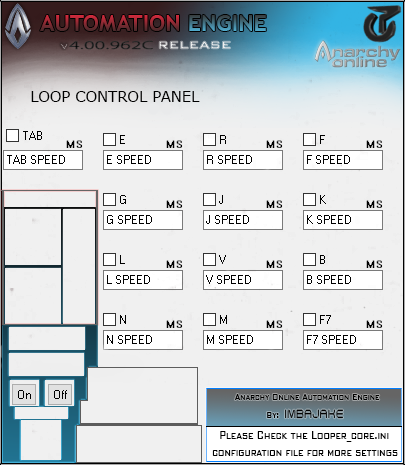 AUTOMATION ENGINE
v4.00.962C RELEASE
Anarchy
online
LOOP CONTROL PANEL
TAB MS E MS R MS F MS
TAB SPEED E SPEED R SPEED F SPEED
G MS J MS K MS
G SPEED J SPEED K SPEED
L MS V MS B MS
L SPEED V SPEED B SPEED
N MS M MS F7 MS
N SPEED M SPEED F7 SPEED
On Off
Anarchy Online Automation Engine
By: IMBAJAKE
Please Check the Looper_core.ini
configuration file for more settings